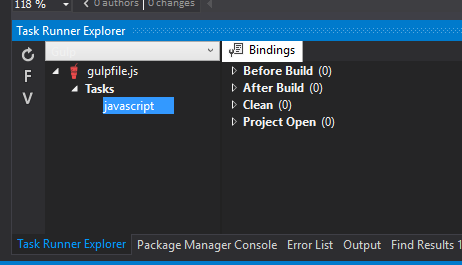 118 %
0 authors
0 changes
Task Runner Explorer
F
V
gulpfile.js
Tasks
javascript
Bindings
Before Build (0)
After Build (0)
Clean (0)
Project Open (0)
Task Runner Explorer
Package Manager Console
Error List
Output
Find Results 1